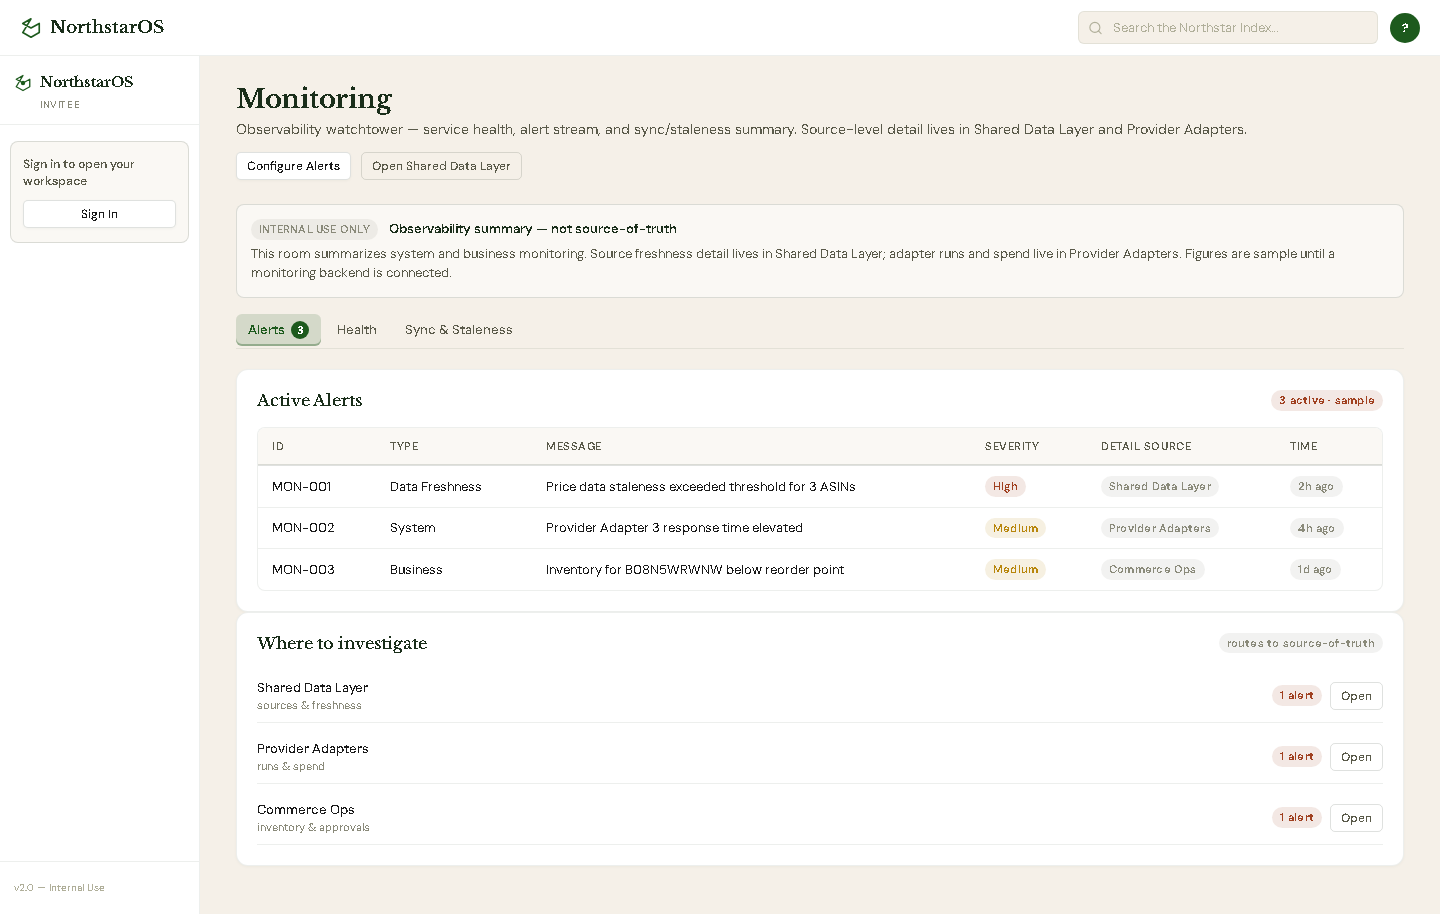 NorthstarOS
Search the Northstar Index...
?
NorthstarOS
INVITEE
Sign in to open your
workspace
Sign In
v2.0 — Internal Use
Monitoring
Observability watchtower — service health, alert stream, and sync/staleness summary. Source-level detail lives in Shared Data Layer and Provider Adapters.
Configure Alerts
Open Shared Data Layer
INTERNAL USE ONLY Observability summary — not source-of-truth
This room summarizes system and business monitoring. Source freshness detail lives in Shared Data Layer; adapter runs and spend live in Provider Adapters. Figures are sample until a
monitoring backend is connected.
Alerts 3 Health Sync & Staleness
Active Alerts 3 active · sample
ID TYPE MESSAGE SEVERITY DETAIL SOURCE TIME
MON-001 Data Freshness Price data staleness exceeded threshold for 3 ASINs High Shared Data Layer 2h ago
MON-002 System Provider Adapter 3 response time elevated Medium Provider Adapters 4h ago
MON-003 Business Inventory for B08N5WRWNW below reorder point Medium Commerce Ops 1d ago
Where to investigate routes to source-of-truth
Shared Data Layer
sources & freshness
1 alert Open
Provider Adapters
runs & spend
1 alert Open
Commerce Ops
inventory & approvals
1 alert Open